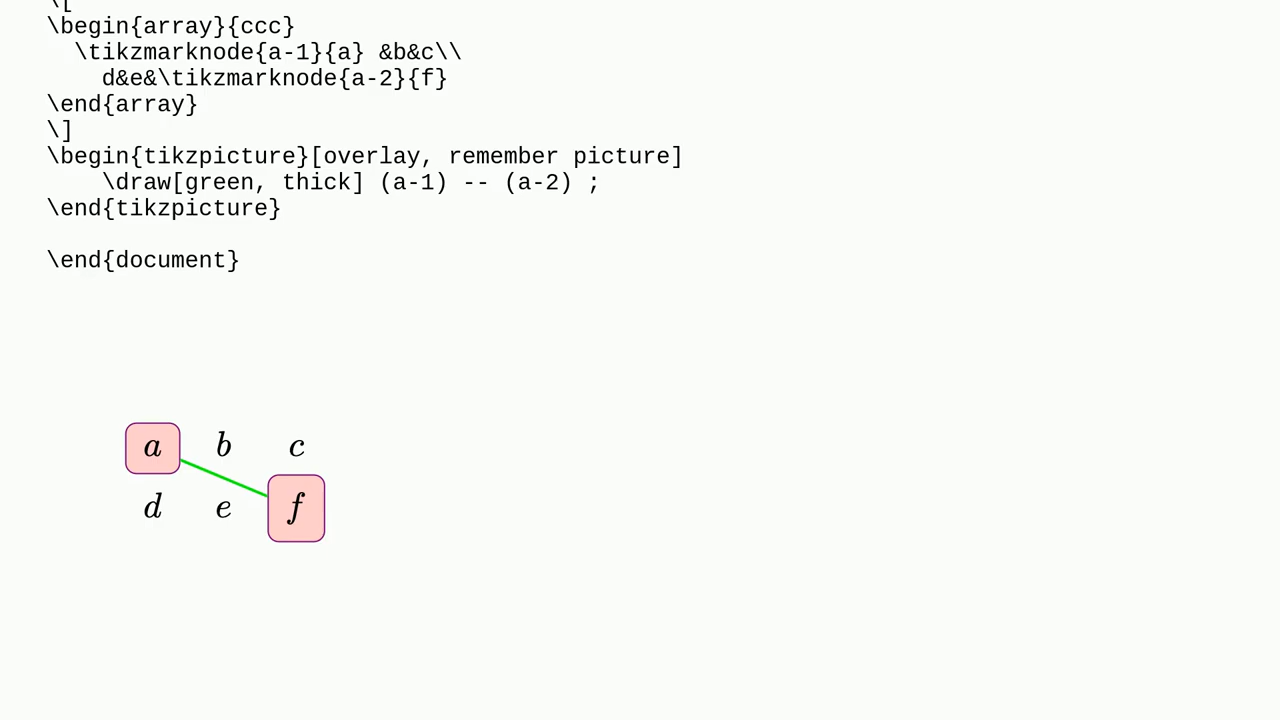 \[
\begin{array}{ccc}
  \tikzmarknode{a-1}{a} &b&c\\
    d&e&\tikzmarknode{a-2}{f}
\end{array}
\]
\begin{tikzpicture}[overlay, remember picture]
    \draw[green, thick] (a-1) -- (a-2) ;
\end{tikzpicture}
\end{document}
a b c
d e f